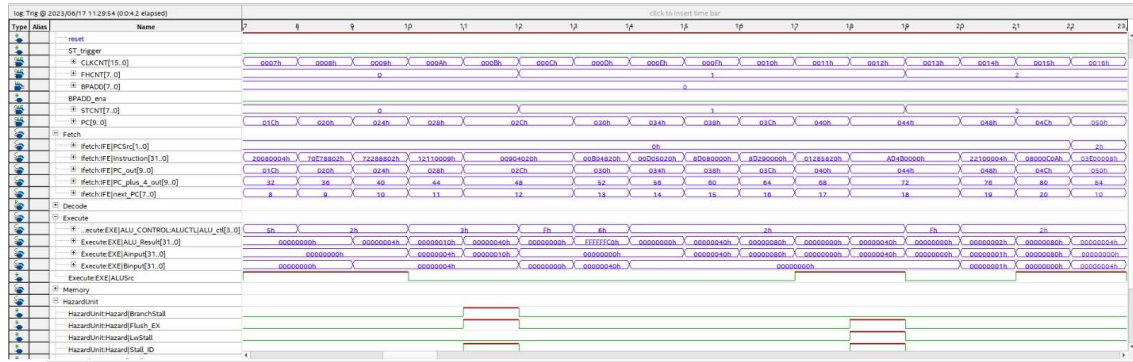 log: Trig @ 2023/06/17 11:29:54 (0:0:4.2 elapsed) click to insert time bar
Type Alias Name 7 8 9 10 11 12 13 14 15 16 17 18 19 20 21 22 23
reset
ST_trigger
CLKCNT[15..0] 0007h 0008h 0009h 000Ah 000Bh 000Ch 000Dh 000Eh 000Fh 0010h 0011h 0012h 0013h 0014h 0015h 0016h
FHCNT[7..0] 0 1 2
BPADD[7..0] 0
BPADD_ena
STCNT[7..0] 0 1 2
PC[9..0] 01Ch 020h 024h 028h 02Ch 030h 034h 038h 03Ch 040h 044h 048h 04Ch 050h
Fetch
Ifetch:IFE|PCSrc[1..0] 0h 2h
Ifetch:IFE|Instruction[31..0] 20080004h 70E78802h 72288802h 12110009h 00904020h 00B04820h 00D05020h 8D080000h 8D290000h 01285820h AD4B0000h 22100004h 08000C0Ah 03E00008h
Ifetch:IFE|PC_out[9..0] 01Ch 020h 024h 028h 02Ch 030h 034h 038h 03Ch 040h 044h 048h 04Ch 050h
Ifetch:IFE|PC_plus_4_out[9..0] 32 36 40 44 48 52 56 60 64 68 72 76 80 84
Ifetch:IFE|next_PC[7..0] 8 9 10 11 12 13 14 15 16 17 18 19 20 10
Decode
Execute
...ecute:EXE|ALU_CONTROL:ALUCTL|ALU_ctl[3..0] 5h 2h 3h Fh 6h 2h Fh 2h
Execute:EXE|ALU_Result[31..0] 00000000h 00000004h 00000010h 00000040h 00000000h FFFFFFC0h 00000000h 00000040h 00000080h 00000000h 00000040h 00000000h 00000002h 00000080h 00000004h
Execute:EXE|Ainput[31..0] 00000000h 00000004h 00000010h 00000000h 00000040h 00000080h 00000000h 00000040h 00000000h 00000001h 00000080h 00000000h
Execute:EXE|Binput[31..0] 00000000h 00000004h 00000000h 00000040h 00000000h 00000001h 00000000h 00000004h
Execute:EXE|ALUSrc
Memory
HazardUnit
HazardUnit:Hazard|BranchStall
HazardUnit:Hazard|Flush_EX
HazardUnit:Hazard|LwStall
HazardUnit:Hazard|Stall_ID